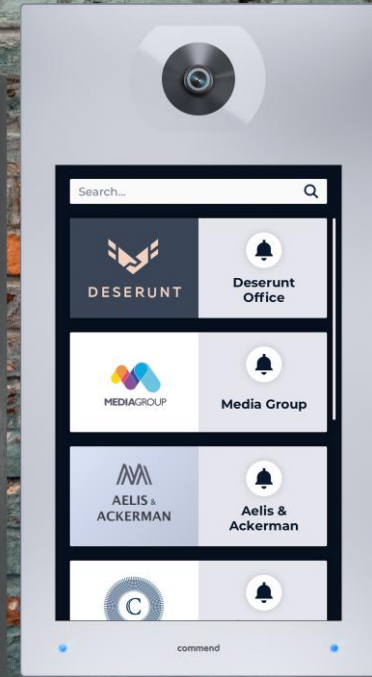 Search...
DESERUNT
Deserunt
Office
MEDIAGROUP
Media Group
AELIS &
ACKERMAN
Aelis &
Ackerman
C
commend